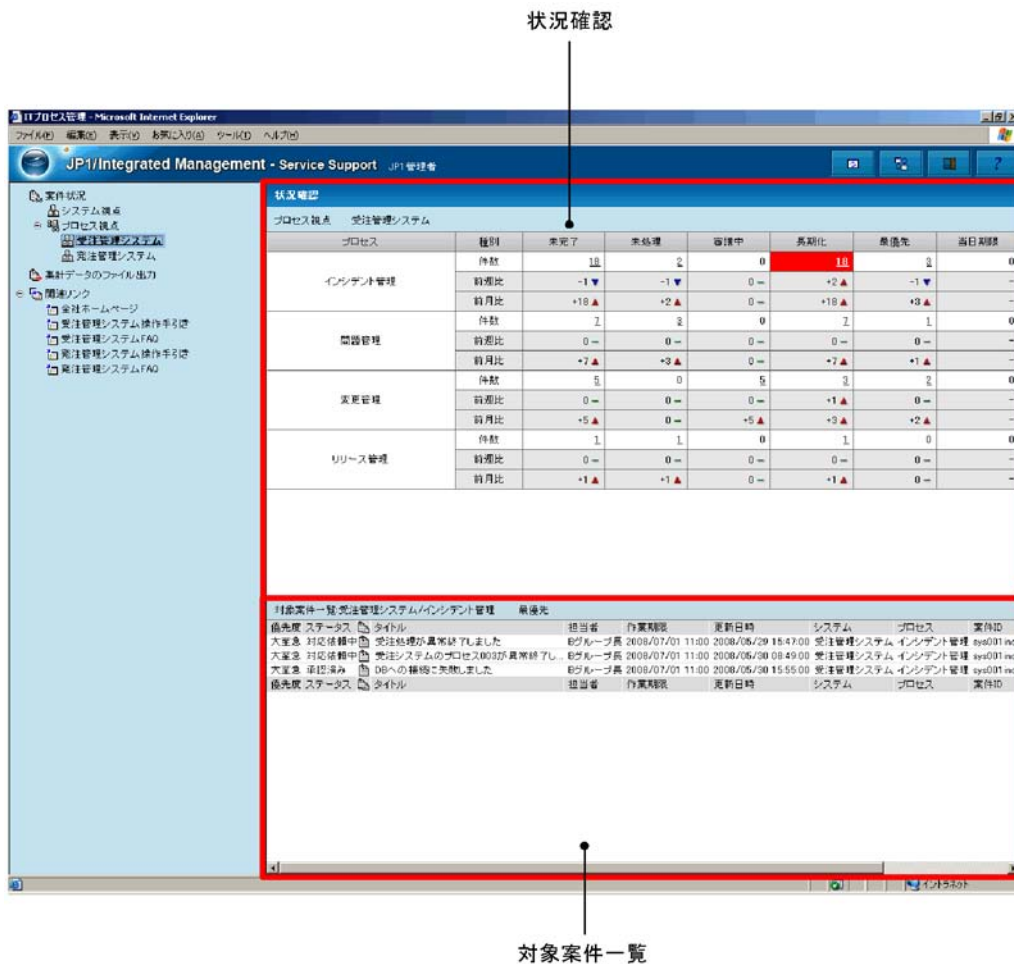 状況確認
ITプロセス管理 - Microsoft Internet Explorer
ファイル(F) 編集(E) 表示(V) お気に入り(A) ツール(T) ヘルプ(H)
JP1/Integrated Management - Service Support JP1管理者
案件状況
システム視点
プロセス視点
受注管理システム
発注管理システム
集計データのファイル出力
関連リンク
会社ホームページ
受注管理システム操作手引き
受注管理システムFAQ
発注管理システム操作手引き
発注管理システムFAQ
状況確認
プロセス視点 受注管理システム
プロセス 種別 未完了 未処理 審議中 長期化 最優先 当日期限
インシデント管理
件数 18 2 0 18 3 0
前週比 -1▼ -1▼ 0- +2▲ -1▼ -
前月比 +18▲ +2▲ 0- +18▲ +3▲ -
問題管理
件数 7 3 0 7 1 0
前週比 0- 0- 0- 0- 0- -
前月比 +7▲ +3▲ 0- +7▲ +1▲ -
変更管理
件数 5 0 5 3 2 0
前週比 0- 0- 0- +1▲ 0- -
前月比 +5▲ 0- +5▲ +3▲ +2▲ -
リリース管理
件数 1 1 0 1 0 0
前週比 0- 0- 0- 0- 0- -
前月比 +1▲ +1▲ 0- +1▲ 0- -
対象案件一覧:受注管理システム/インシデント管理 最優先
優先度 ステータス タイトル 担当者 作業期限 更新日時 システム プロセス 案件ID
大至急 対応依頼中 受注処理が異常終了しました Bグループ長 2008/07/01 11:00 2008/05/29 15:47:00 受注管理システム インシデント管理 sys001
大至急 対応依頼中 受注システムのプロセス003が異常終了し... Bグループ長 2008/07/01 11:00 2008/05/30 08:49:00 受注管理システム インシデント管理 sys001
大至急 承認済み DBへの接続に失敗しました Bグループ長 2008/07/01 11:00 2008/05/30 15:55:00 受注管理システム インシデント管理 sys001
優先度 ステータス タイトル 担当者 作業期限 更新日時 システム プロセス 案件ID
イントラネット
対象案件一覧